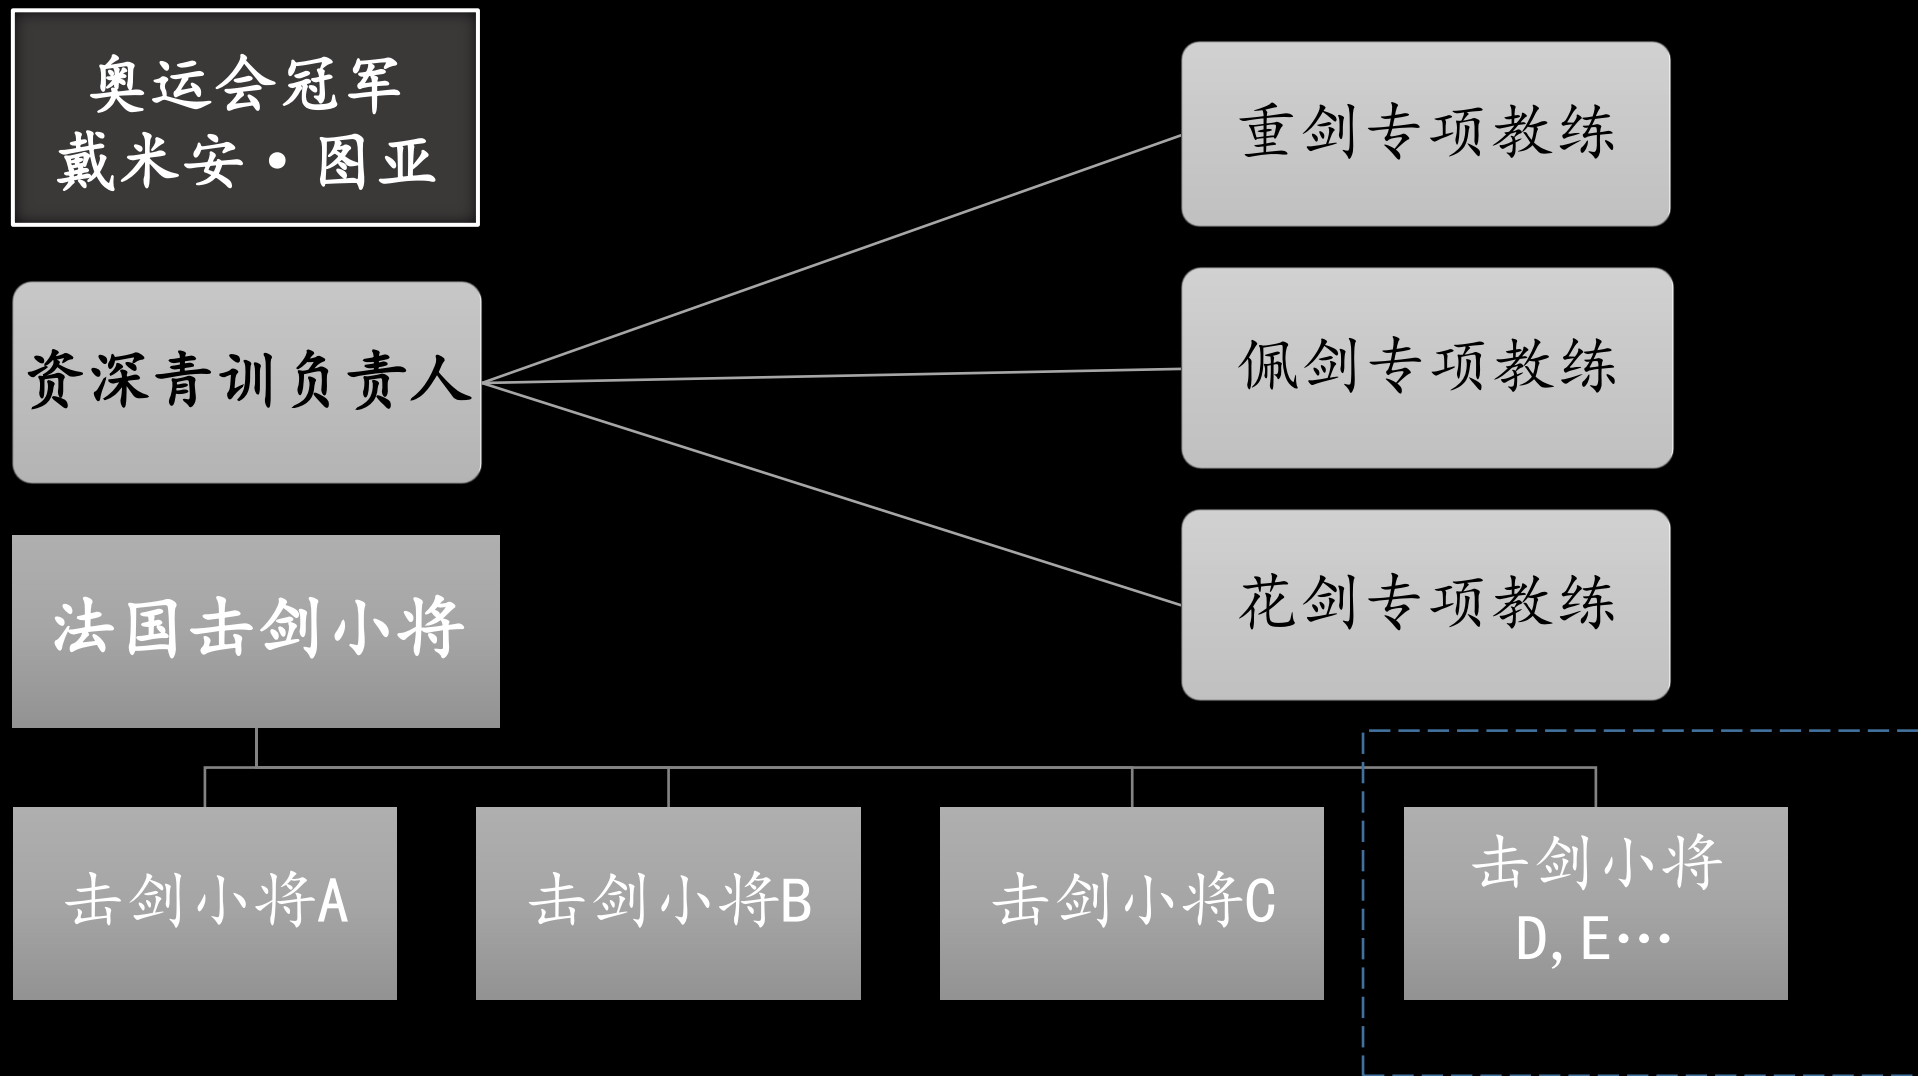 奥运会冠军
戴米安·图亚
重剑专项教练
资深青训负责人
佩剑专项教练
花剑专项教练
法国击剑小将
击剑小将A
击剑小将B
击剑小将C
击剑小将
D,E…